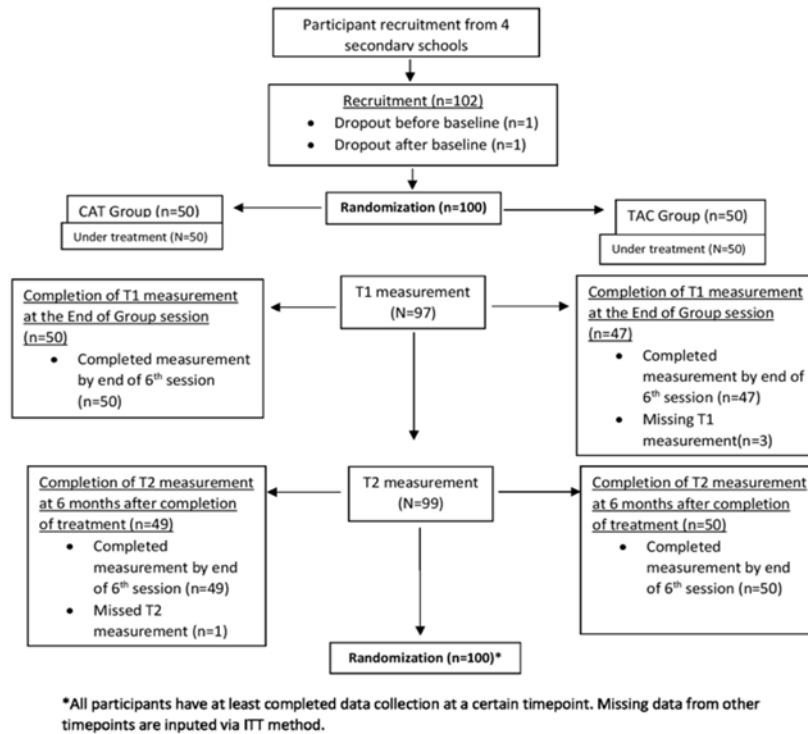 Participant recruitment from 4
secondary schools
Recruitment (n=102)
• Dropout before baseline (n=1)
• Dropout after baseline (n=1)
CAT Group (n=50)
Under treatment (N=50)
Randomization (n=100)
TAC Group (n=50)
Under treatment (N=50)
Completion of T1 measurement
at the End of Group session
(n=50)
• Completed measurement
by end of 6th session
(n=50)
T1 measurement
(N=97)
Completion of T1 measurement
at the End of Group session
(n=47)
• Completed
measurement by end of
6th session (n=47)
• Missing T1
measurement(n=3)
Completion of T2 measurement
at 6 months after completion
of treatment (n=49)
• Completed
measurement by end
of 6th session (n=49)
• Missed T2
measurement (n=1)
T2 measurement
(N=99)
Completion of T2 measurement
at 6 months after completion
of treatment (n=50)
• Completed
measurement by end
of 6th session (n=50)
Randomization (n=100)*
*All participants have at least completed data collection at a certain timepoint. Missing data from other
timepoints are inputed via ITT method.